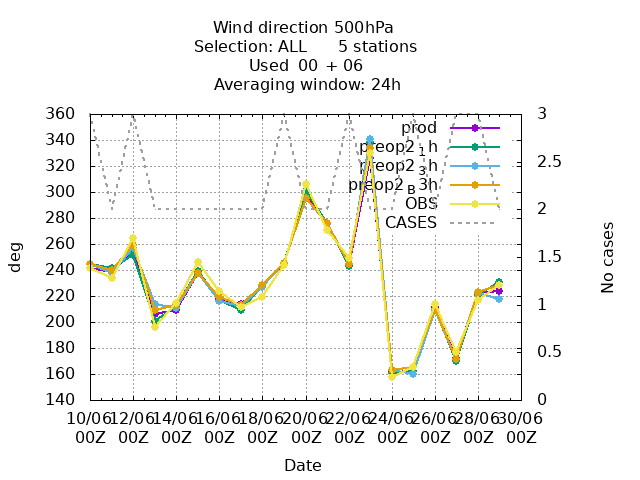 Wind direction 500hPa
Selection: ALL 5 stations
Used 00 + 06
Averaging window: 24h
prod
preop2_1h
preop2_3h
preop2_B3h
OBS
CASES
360
340
320
300
280
260
240
220
200
180
160
140
3
2.5
2
1.5
1
0.5
0
deg
No cases
10/06 12/06 14/06 16/06 18/06 20/06 22/06 24/06 26/06 28/06 30/06
00Z 00Z 00Z 00Z 00Z 00Z 00Z 00Z 00Z 00Z 00Z
Date